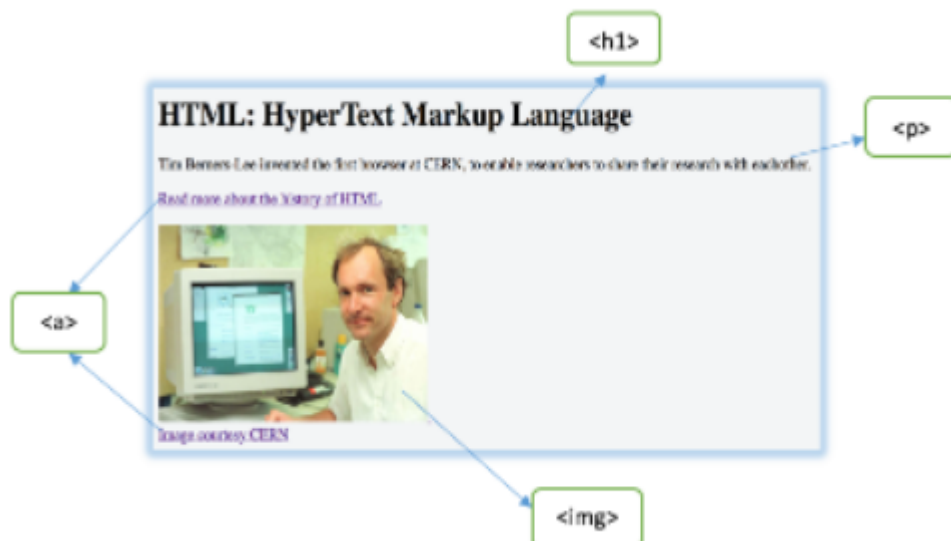 <h1>
HTML: HyperText Markup Language
<p>
Tim Berners-Lee invented the first browser at CERN, to enable researchers to share their research with eachother.
Read more about the history of HTML
<a>
Image courtesy CERN
<img>